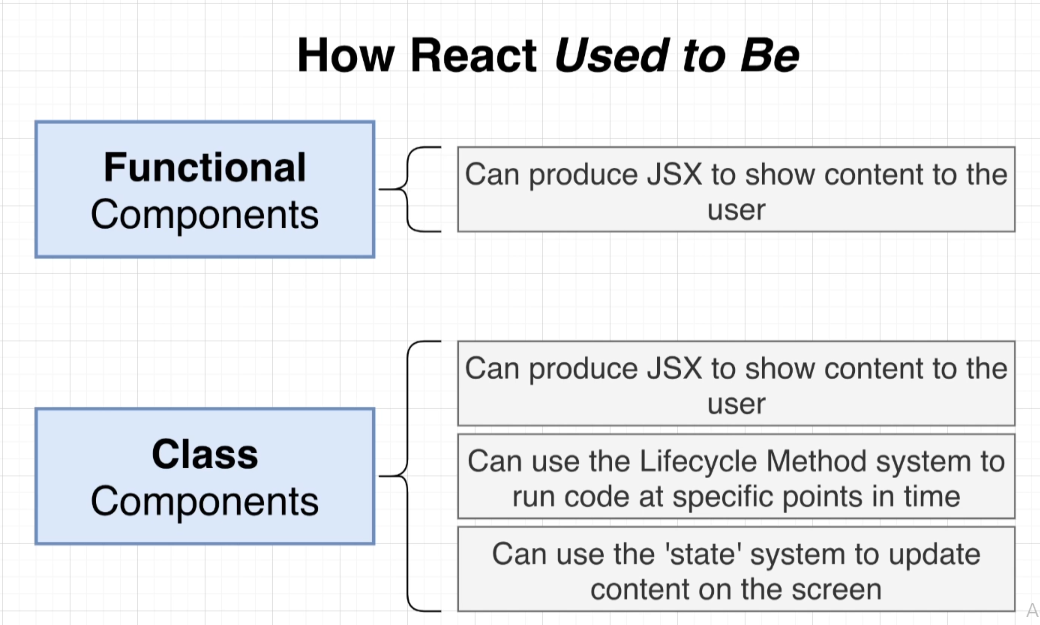 How React Used to Be
Functional
Components
Can produce JSX to show content to the
user
Class
Components
Can produce JSX to show content to the
user
Can use the Lifecycle Method system to
run code at specific points in time
Can use the 'state' system to update
content on the screen
A